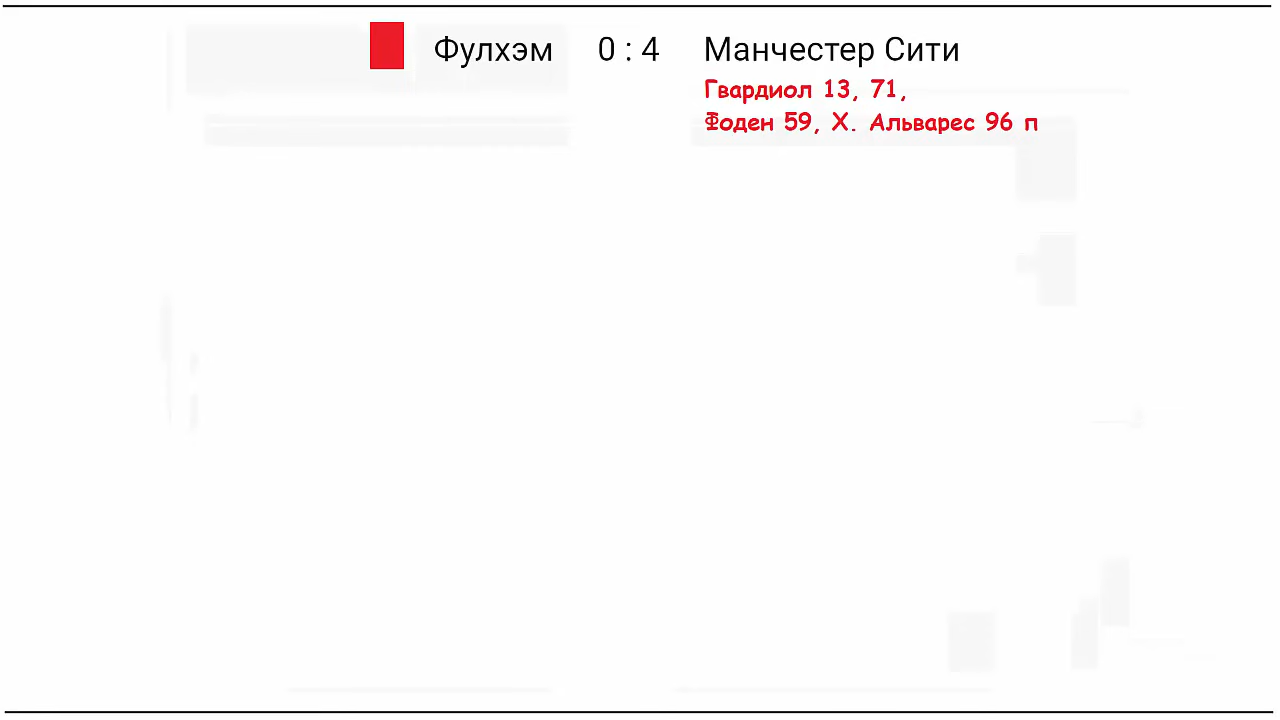 Фулхэм 0 : 4 Манчестер Сити
Гвардиол 13, 71,
Фоден 59, Х. Альварес 96 п